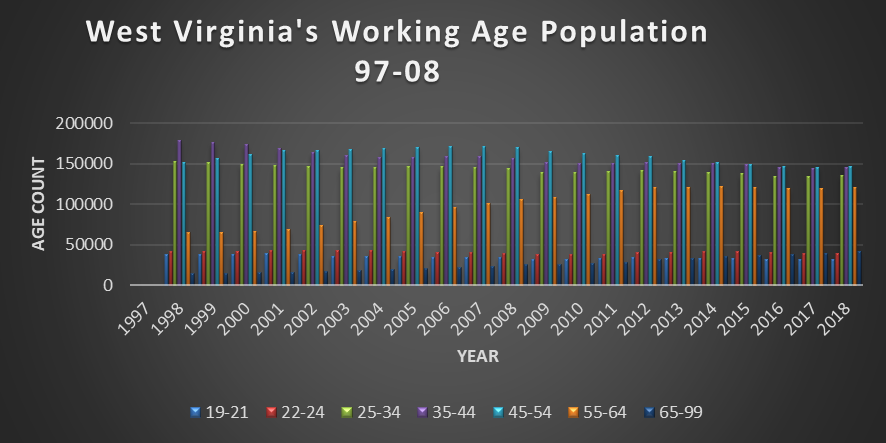 West Virginia's Working Age Population
97-08
200000
150000
100000
50000
0
AGE COUNT
1997 1998 1999 2000 2001 2002 2003 2004 2005 2006 2007 2008 2009 2010 2011 2012 2013 2014 2015 2016 2017 2018
YEAR
19-21 22-24 25-34 35-44 45-54 55-64 65-99